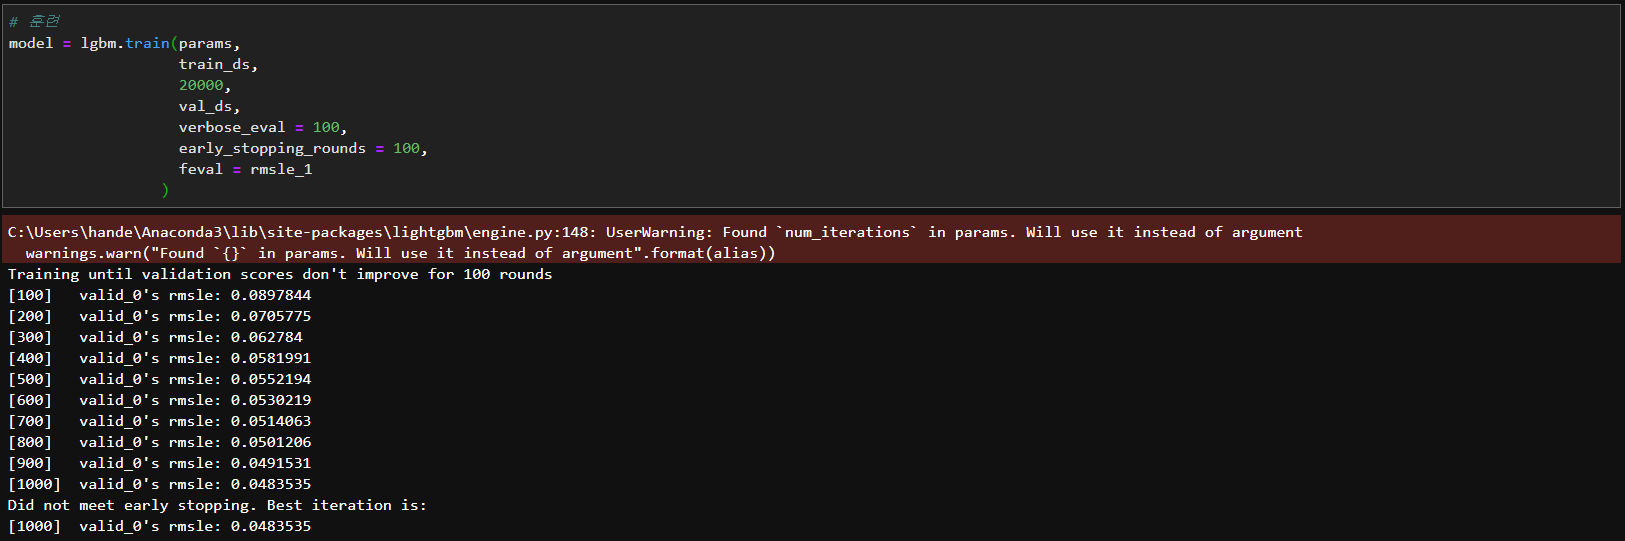 # 훈련
model = lgbm.train(params,
train_ds,
20000,
val_ds,
verbose_eval = 100,
early_stopping_rounds = 100,
feval = rmsle_1
)
C:\Users\hande\Anaconda3\lib\site-packages\lightgbm\engine.py:148: UserWarning: Found `num_iterations` in params. Will use it instead of argument
warnings.warn("Found `{}` in params. Will use it instead of argument".format(alias))
Training until validation scores don't improve for 100 rounds
[100] valid_0's rmsle: 0.0897844
[200] valid_0's rmsle: 0.0705775
[300] valid_0's rmsle: 0.062784
[400] valid_0's rmsle: 0.0581991
[500] valid_0's rmsle: 0.0552194
[600] valid_0's rmsle: 0.0530219
[700] valid_0's rmsle: 0.0514063
[800] valid_0's rmsle: 0.0501206
[900] valid_0's rmsle: 0.0491531
[1000] valid_0's rmsle: 0.0483535
Did not meet early stopping. Best iteration is:
[1000] valid_0's rmsle: 0.0483535